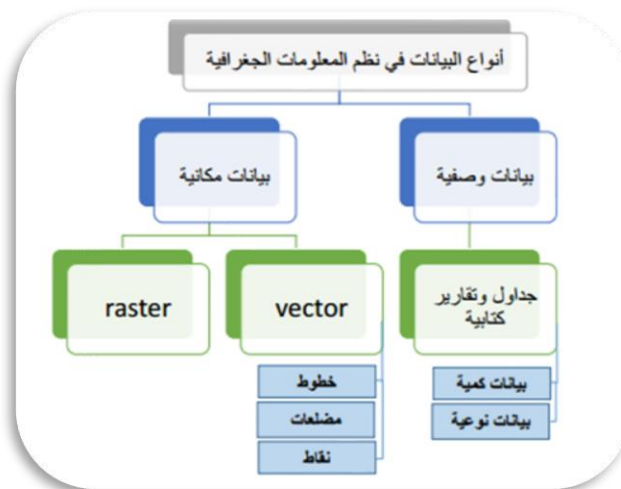 أنواع البيانات في نظم المعلومات الجغرافية
بيانات وصفية
بيانات مكانية
جداول وتقارير
كتابية
vector
raster
بيانات كمية
بيانات نوعية
خطوط
مضلعات
نقاط